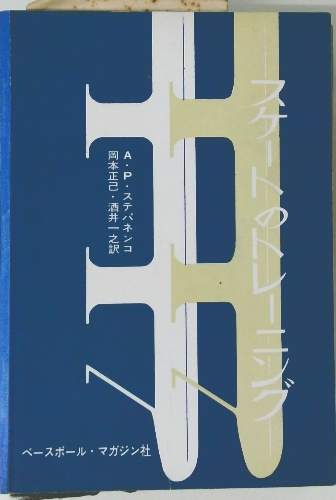 スケートのトレーニング
A・P・ステパネンコ
岡本正己・酒井一之訳
ベースボール・マガジン社